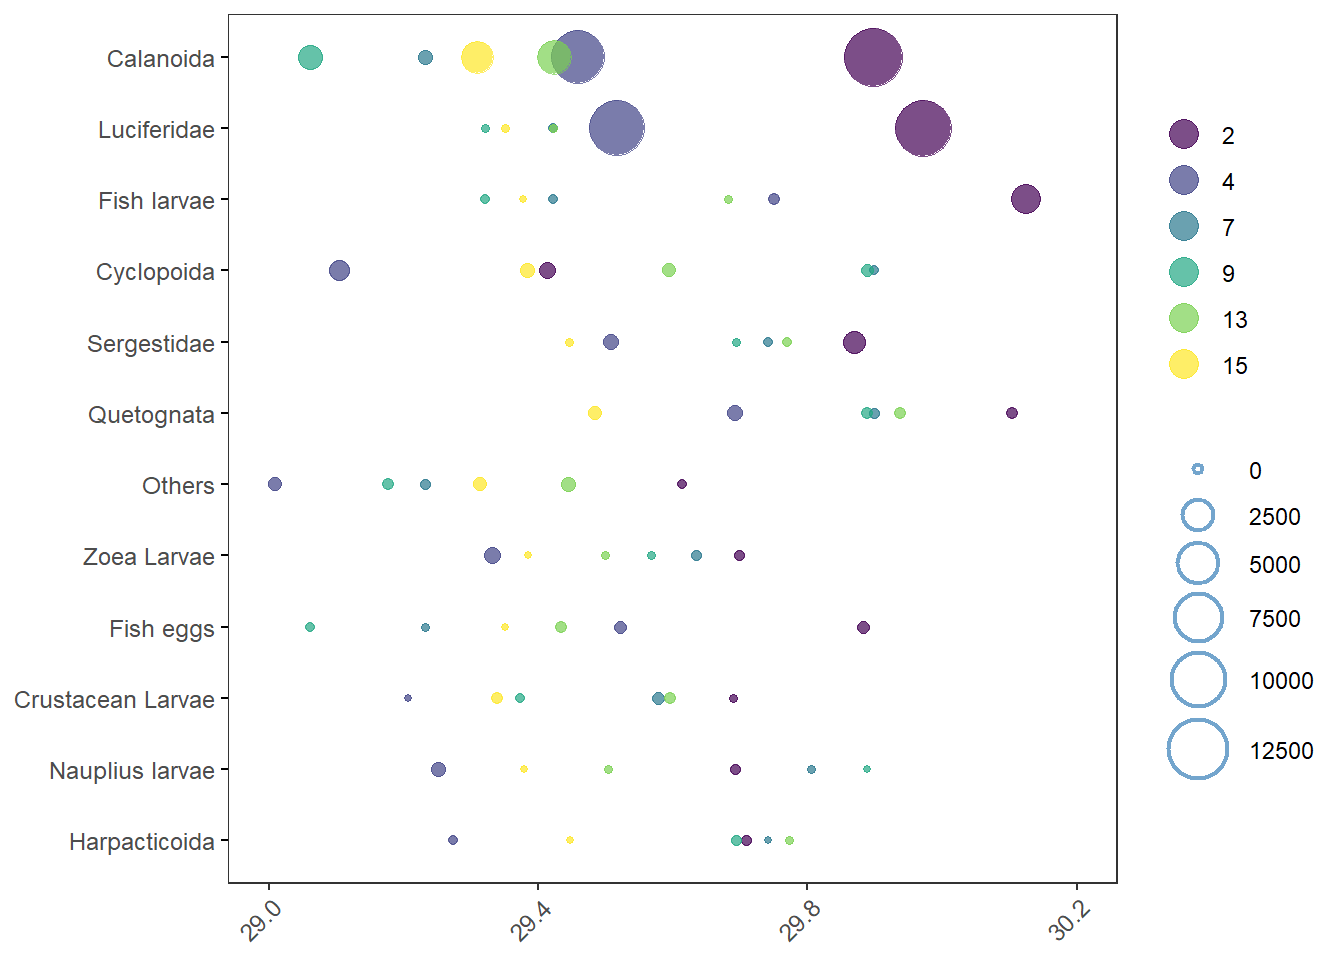 Calanoida
Luciferidae
Fish larvae
Cyclopoida
Sergestidae
Quetognata
Others
Zoea Larvae
Fish eggs
Crustacean Larvae
Nauplius larvae
Harpacticoida
29.0
29.4
29.8
30.2
2
4
7
9
13
15
0
2500
5000
7500
10000
12500